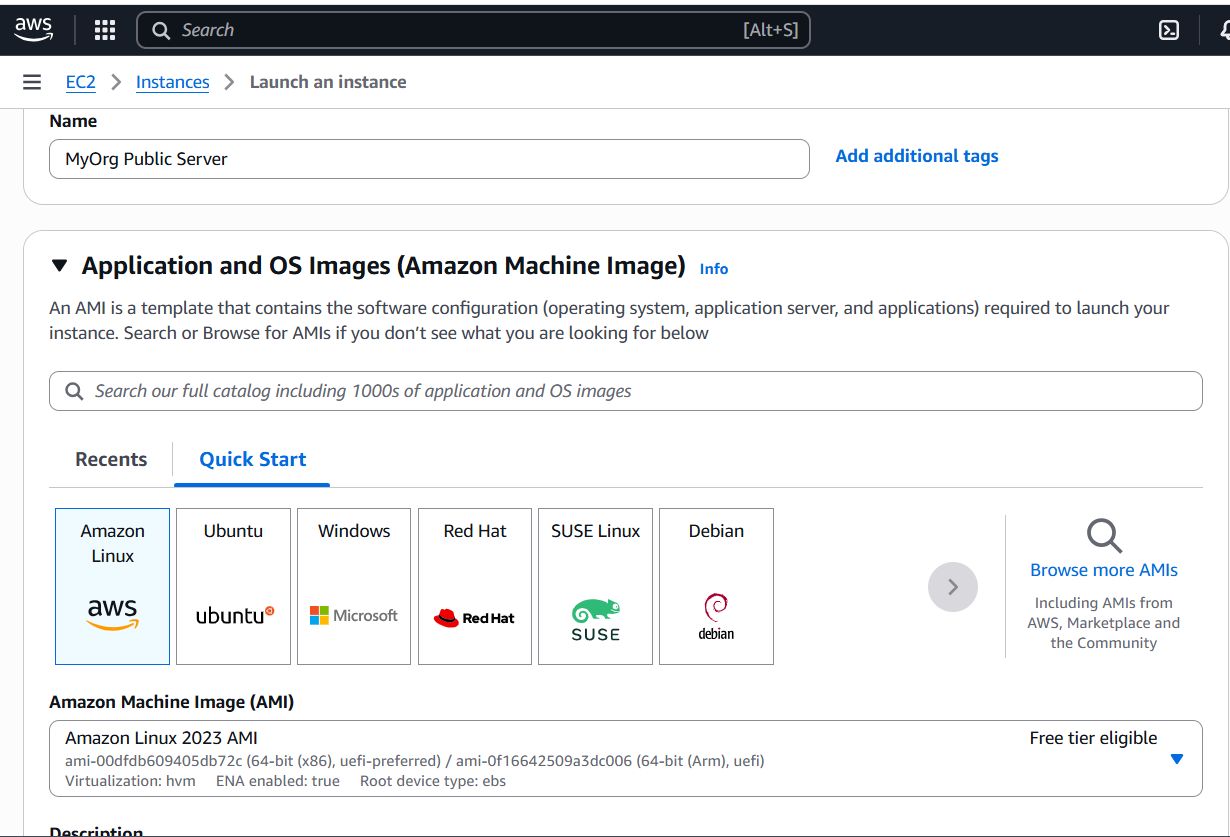 aws
Search [Alt+S]
EC2 Instances Launch an instance
Name
MyOrg Public Server
Add additional tags
Application and OS Images (Amazon Machine Image) Info
An AMI is a template that contains the software configuration (operating system, application server, and applications) required to launch your
instance. Search or Browse for AMIs if you don’t see what you are looking for below
Search our full catalog including 1000s of application and OS images
Recents Quick Start
Amazon
Linux
aws
Ubuntu
ubuntu
Windows
Microsoft
Red Hat
Red Hat
SUSE Linux
SUSE
Debian
debian
Browse more AMIs
Including AMIs from
AWS, Marketplace and
the Community
Amazon Machine Image (AMI)
Amazon Linux 2023 AMI
Free tier eligible
ami-00dfdb609405db72c (64-bit (x86), uefi-preferred) / ami-0f16642509a3dc006 (64-bit (Arm), uefi)
Virtualization: hvm ENA enabled: true Root device type: ebs
Description